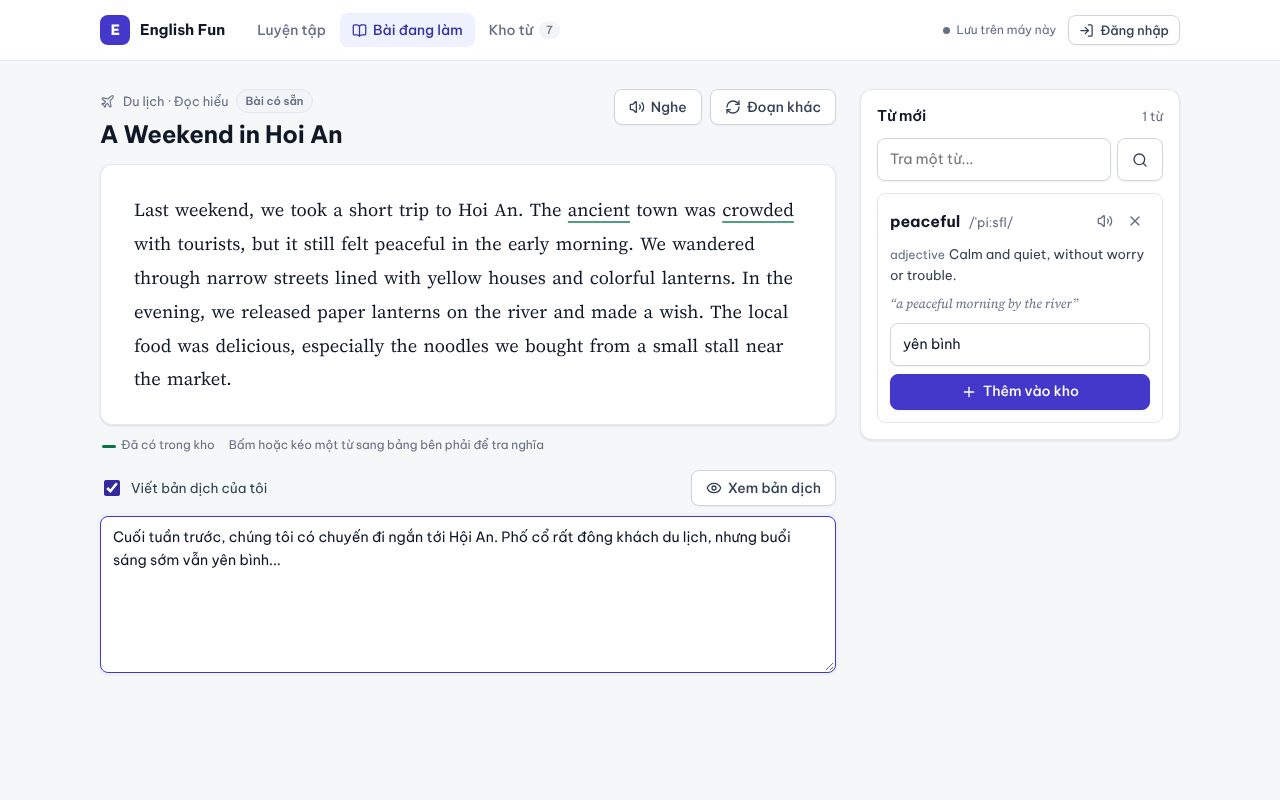 E English Fun Luyện tập Bài đang làm Kho từ 7 Lưu trên máy này Đăng nhập
Du lịch · Đọc hiểu Bài có sẵn
A Weekend in Hoi An
Nghe Đoạn khác
Last weekend, we took a short trip to Hoi An. The ancient town was crowded
with tourists, but it still felt peaceful in the early morning. We wandered
through narrow streets lined with yellow houses and colorful lanterns. In the
evening, we released paper lanterns on the river and made a wish. The local
food was delicious, especially the noodles we bought from a small stall near
the market.
Đã có trong kho Bấm hoặc kéo một từ sang bảng bên phải để tra nghĩa
Viết bản dịch của tôi Xem bản dịch
Cuối tuần trước, chúng tôi có chuyến đi ngắn tới Hội An. Phố cổ rất đông khách du lịch, nhưng buổi
sáng sớm vẫn yên bình...
Từ mới 1 từ
Tra một từ...
peaceful /ˈpiːsfl/
adjective Calm and quiet, without worry
or trouble.
“a peaceful morning by the river”
yên bình
+ Thêm vào kho